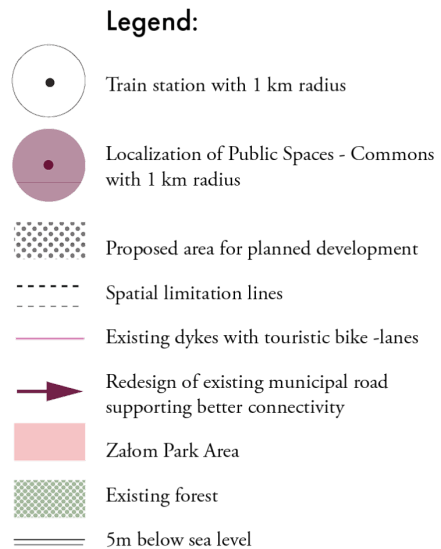 Legend:
Train station with 1 km radius
Localization of Public Spaces - Commons
with 1 km radius
Proposed area for planned development
Spatial limitation lines
Existing dykes with touristic bike -lanes
Redesign of existing municipal road
supporting better connectivity
Załom Park Area
Existing forest
5m below sea level